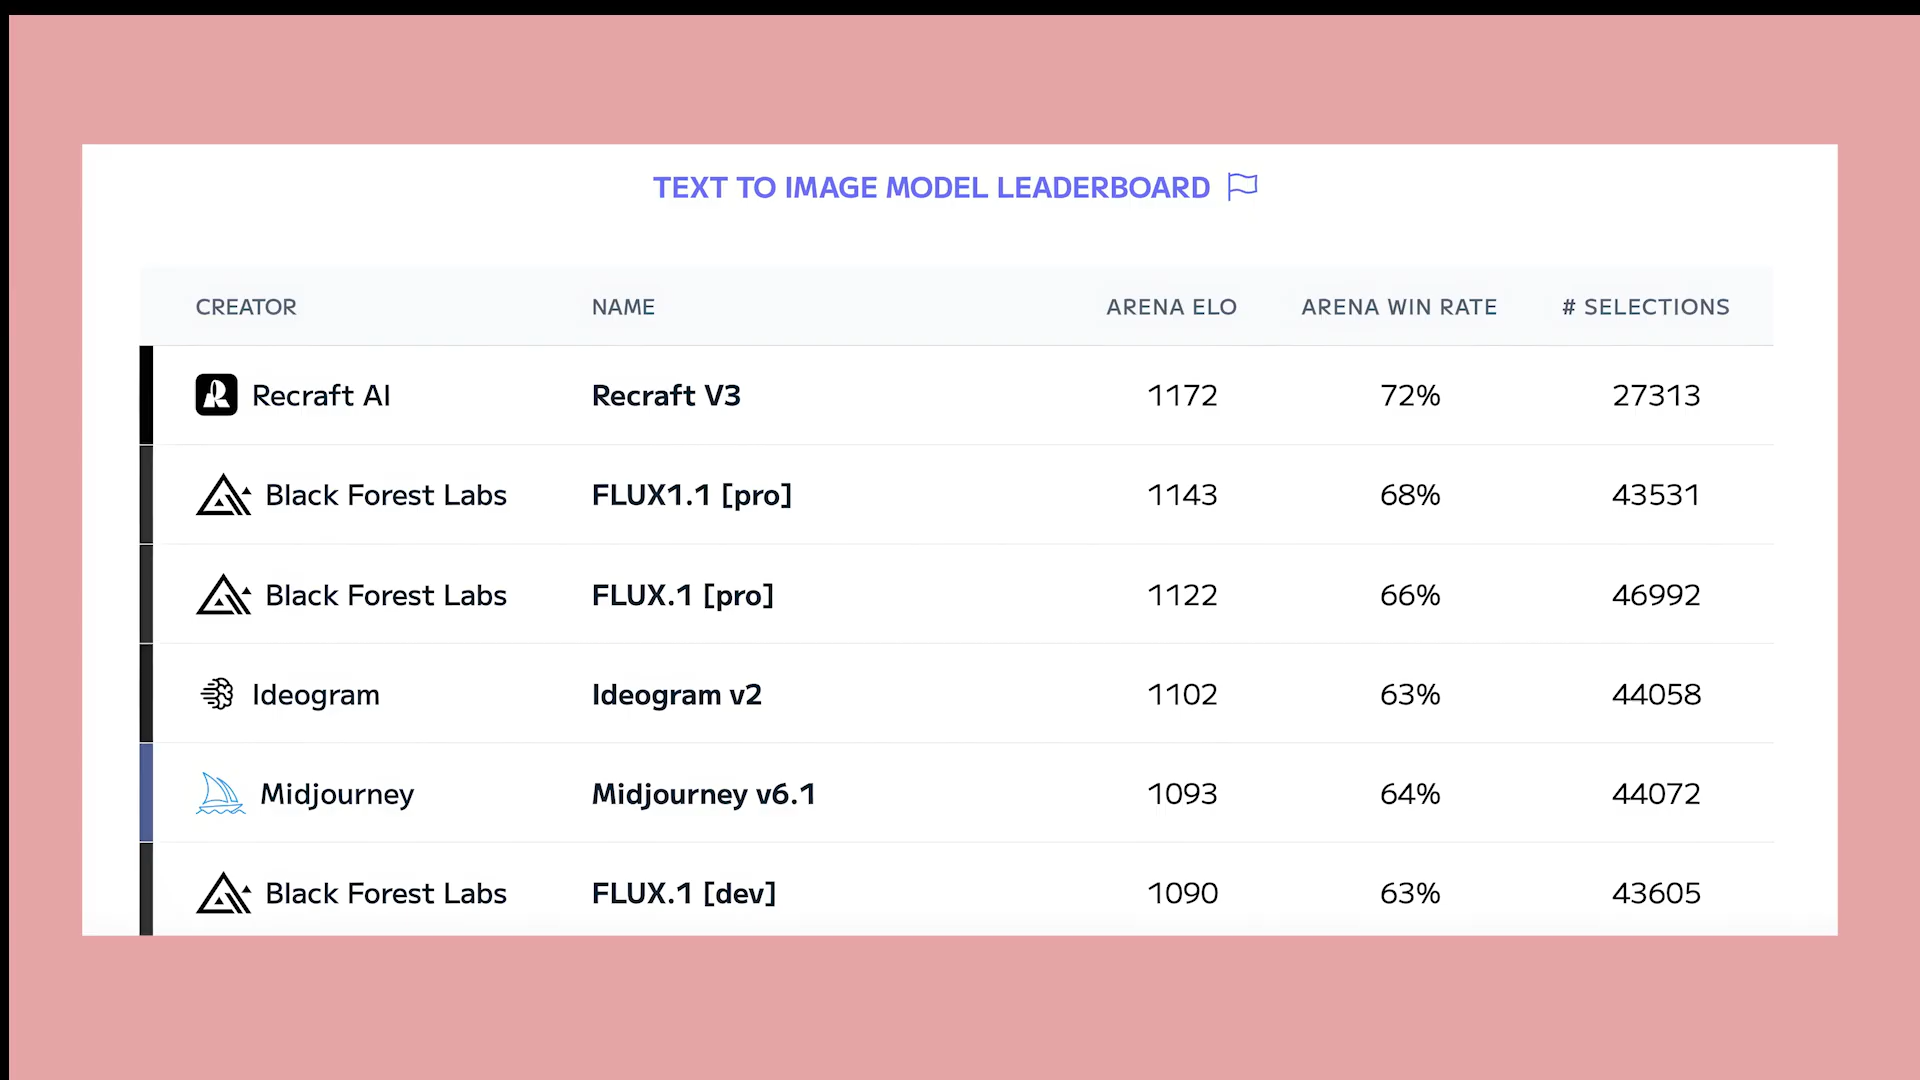 TEXT TO IMAGE MODEL LEADERBOARD
CREATOR NAME ARENA ELO ARENA WIN RATE # SELECTIONS
Recraft AI Recraft V3 1172 72% 27313
Black Forest Labs FLUX1.1 [pro] 1143 68% 43531
Black Forest Labs FLUX.1 [pro] 1122 66% 46992
Ideogram Ideogram v2 1102 63% 44058
Midjourney Midjourney v6.1 1093 64% 44072
Black Forest Labs FLUX.1 [dev] 1090 63% 43605